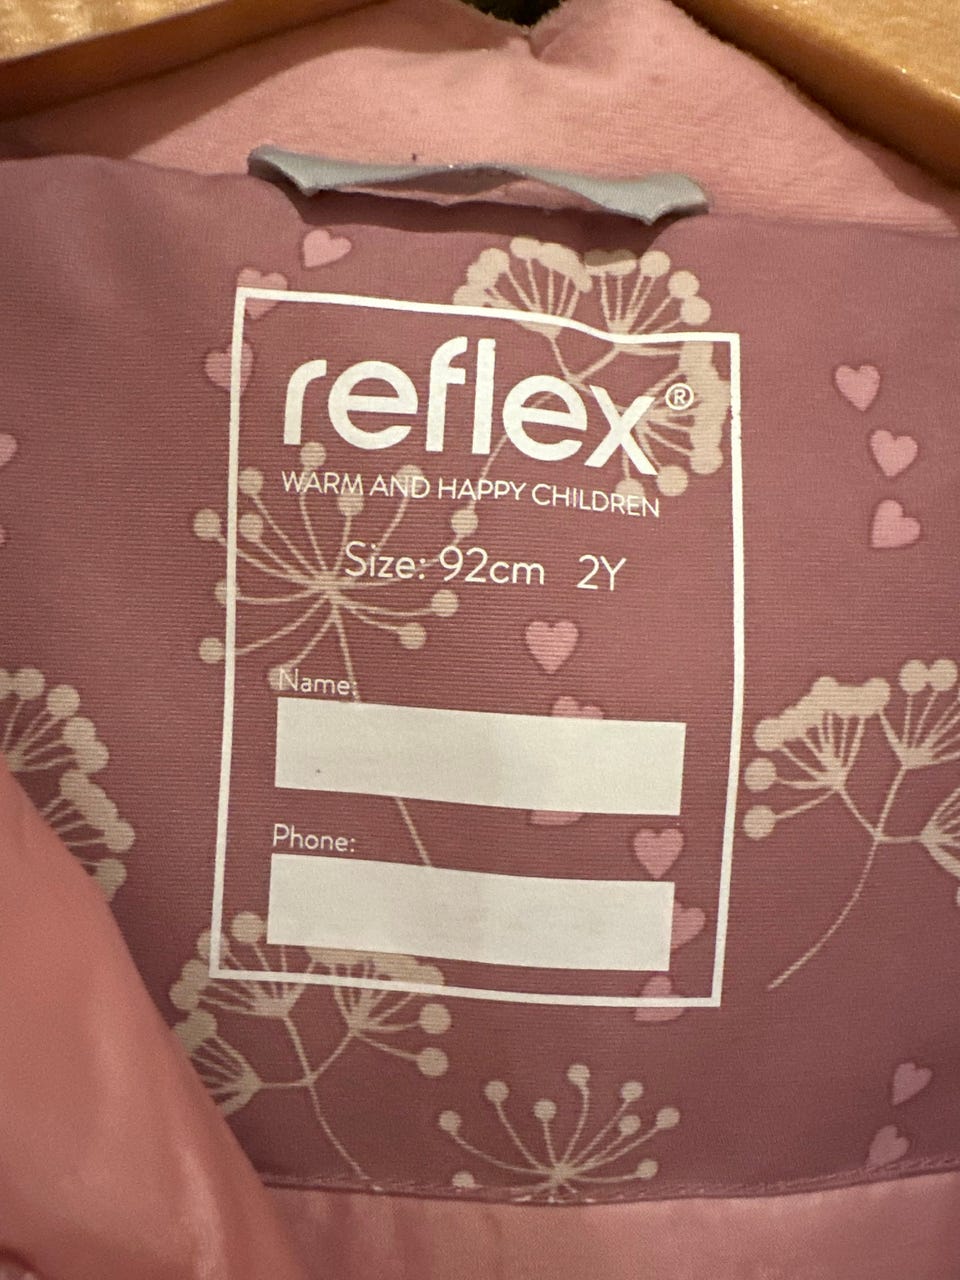 reflex®
WARM AND HAPPY CHILDREN
Size: 92cm 2Y
Name:
Phone: